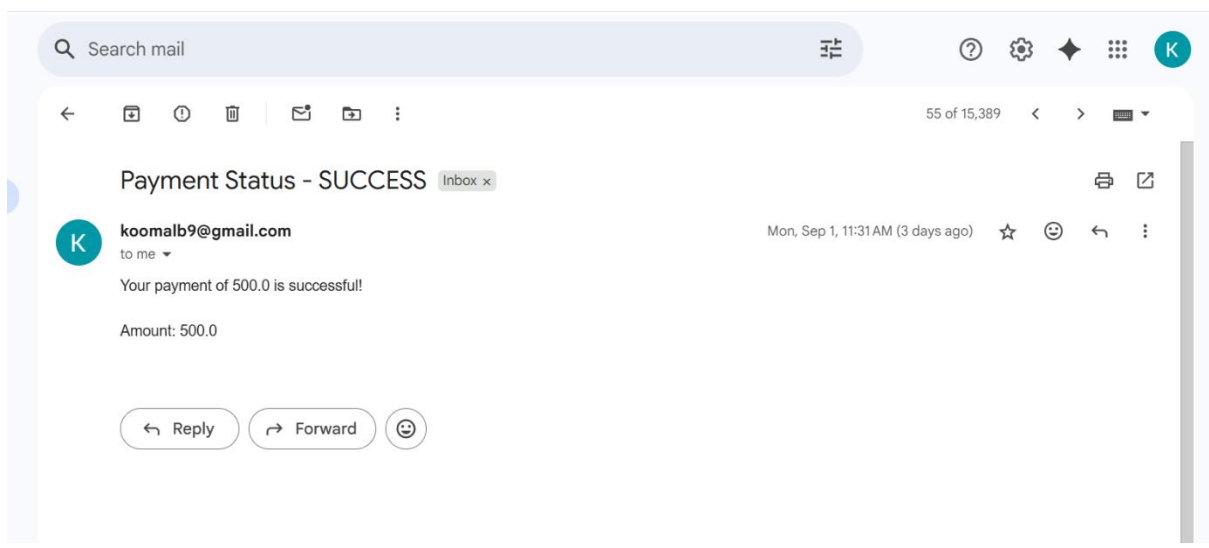 Search mail
K
55 of 15,389
Payment Status - SUCCESS Inbox x
K
koomalb9@gmail.com
Mon, Sep 1, 11:31 AM (3 days ago)
to me
Your payment of 500.0 is successful!
Amount: 500.0
Reply
Forward